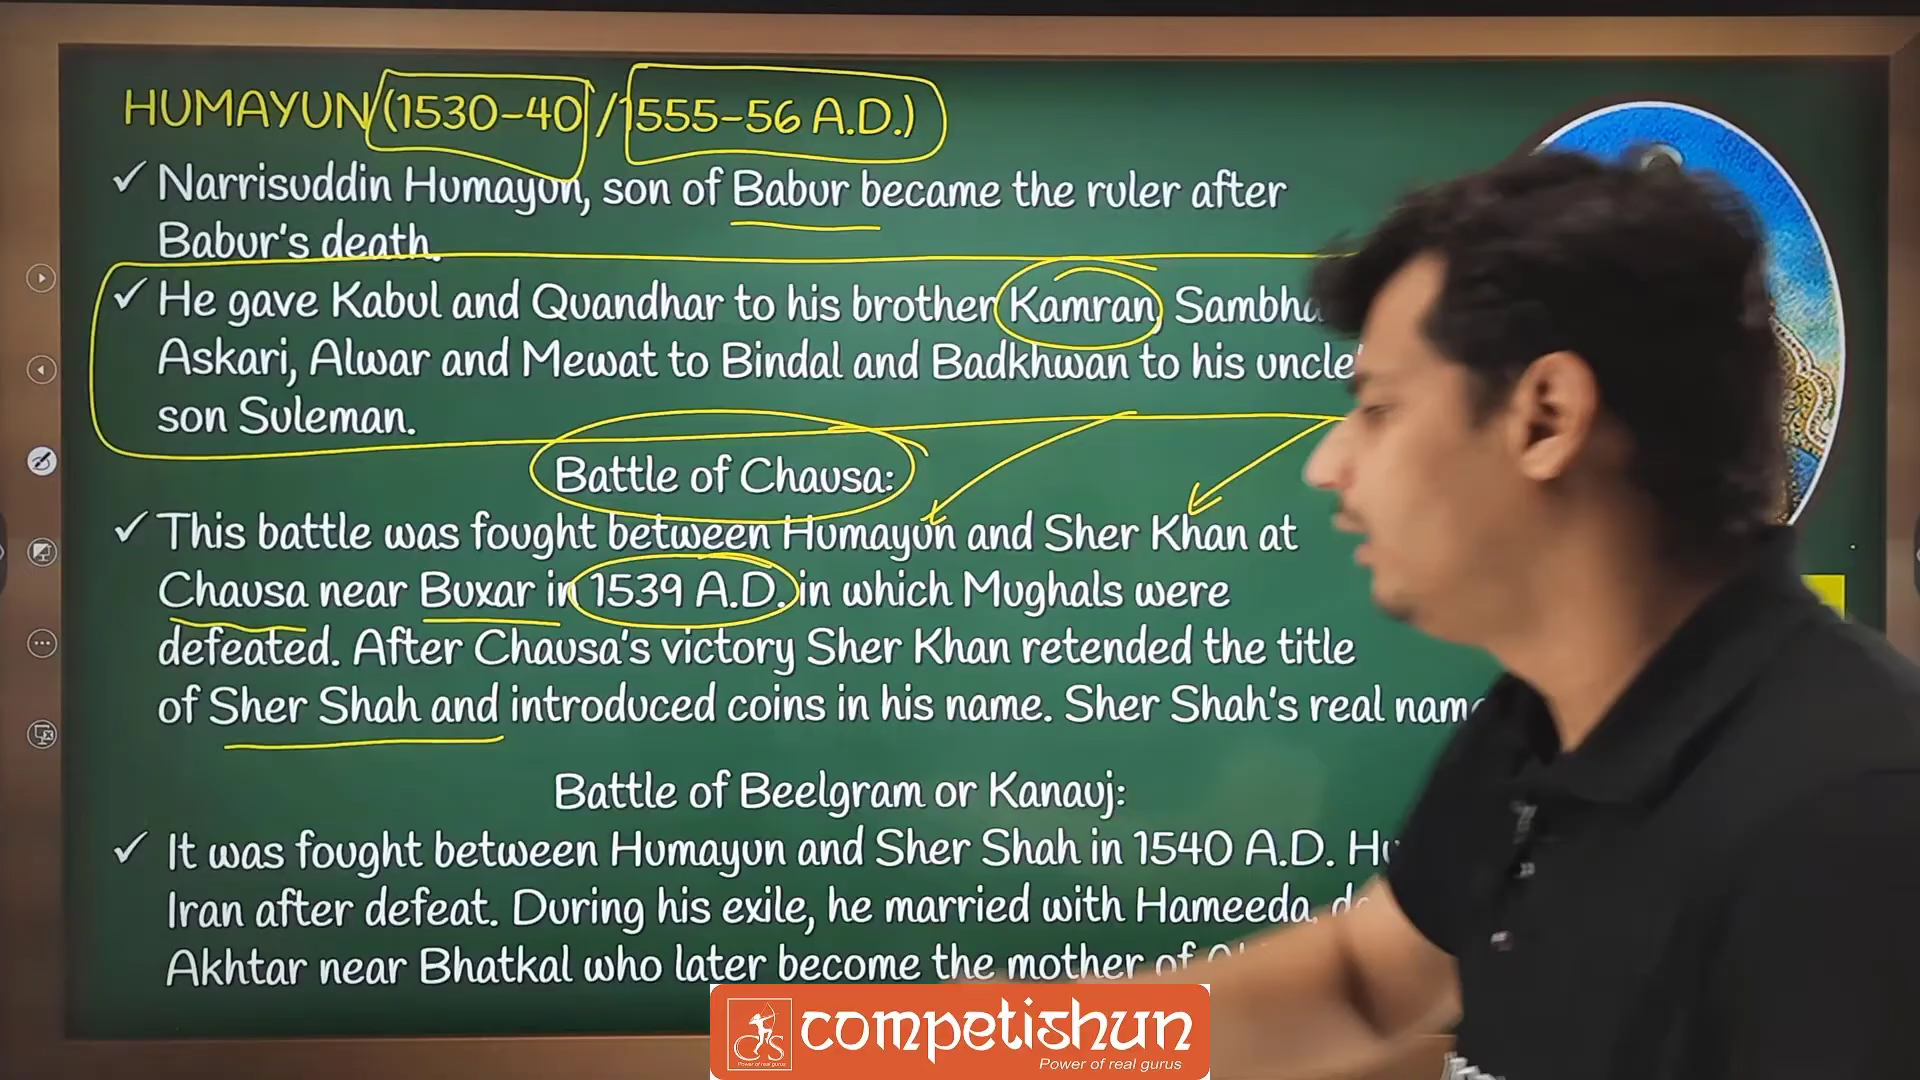 HUMAYUN (1530-40 / 1555-56 A.D.)
✓ Narrisuddin Humayun, son of Babur became the ruler after
Babur's death.
✓ He gave Kabul and Quandhar to his brother Kamran,
Askari, Alwar and Mewat to Bindal and Badkhwan to his uncle's
son Suleman.
Battle of Chausa:
✓ This battle was fought between Humayun and Sher Khan at
Chausa near Buxar in 1539 A.D. in which Mughals were
defeated. After Chausa's victory Sher Khan retended the title
of Sher Shah and introduced coins in his name. Sher Shah's real
Battle of Beelgram or Kanauj:
✓ It was fought between Humayun and Sher Shah in 1540 A.D.
Iran after defeat. During his exile, he married with Hameeda,
Akhtar near Bhatkal who later become the mother of
CS
Power of real gurus
competishun
Power of real gurus